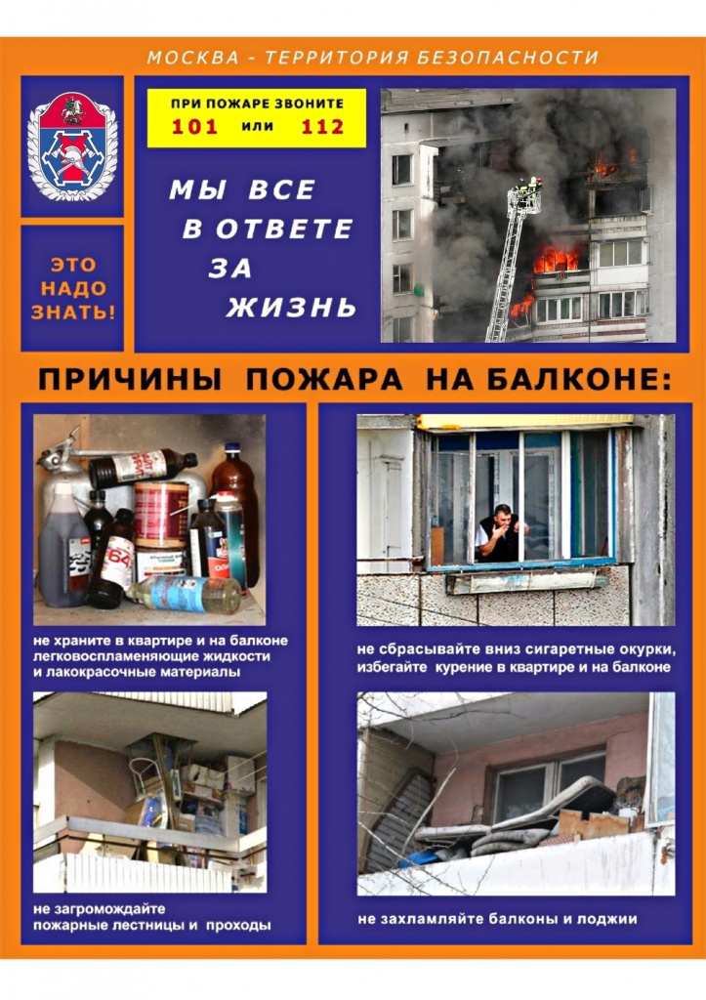 МОСКВА - ТЕРРИТОРИЯ БЕЗОПАСНОСТИ
ПРИ ПОЖАРЕ ЗВОНИТЕ
101 или 112
МЫ ВСЕ
В ОТВЕТЕ
ЗА
ЖИЗНЬ
ЭТО
НАДО
ЗНАТЬ!
ПРИЧИНЫ ПОЖАРА НА БАЛКОНЕ:
не храните в квартире и на балконе
легковоспламеняющие жидкости
и лакокрасочные материалы
не сбрасывайте вниз сигаретные окурки,
избегайте курение в квартире и на балконе
не загромождайте
пожарные лестницы и проходы
не захламляйте балконы и лоджии